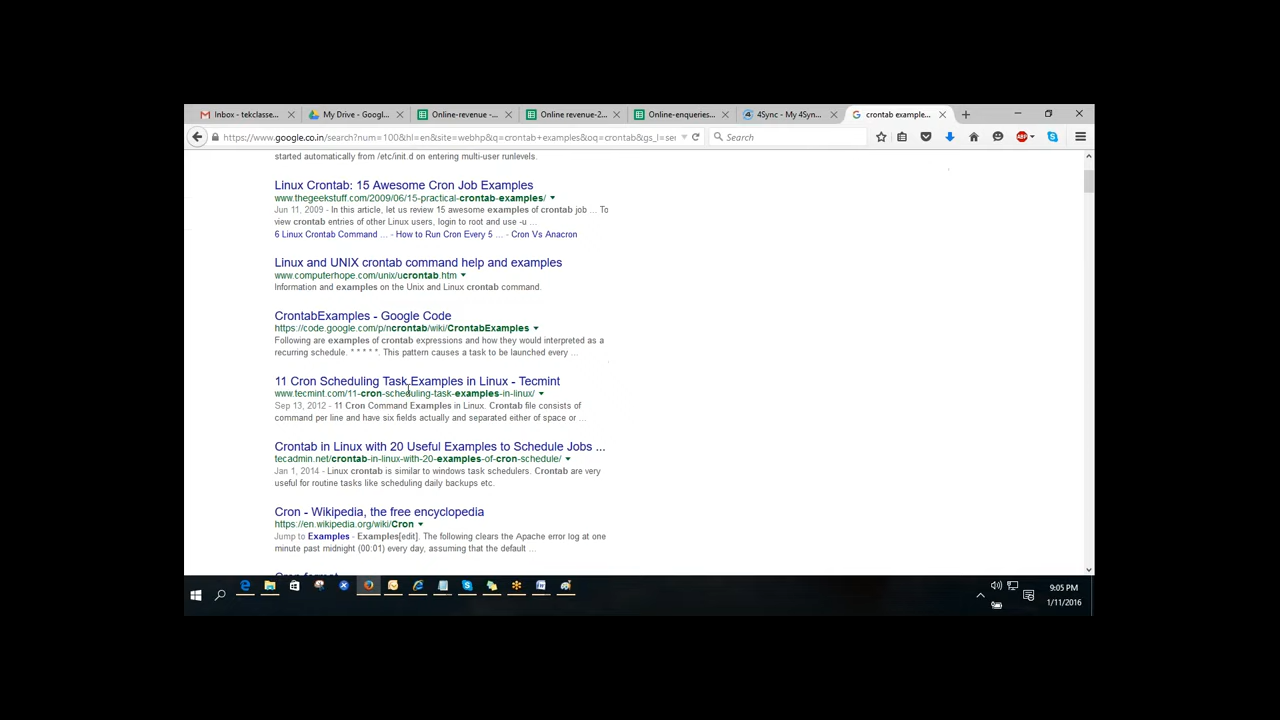 Inbox - tekclasse...
My Drive - Googl...
Online-revenue -...
Online revenue-2...
Online-enqueries...
4Sync - My 4Syn...
crontab example...
https://www.google.co.in/search?num=100&hl=en&site=webhp&q=crontab+examples&oq=crontab&gs_l=se
Search
started automatically from /etc/init.d on entering multi-user runlevels.
Linux Crontab: 15 Awesome Cron Job Examples
www.thegeekstuff.com/2009/06/15-practical-crontab-examples/
Jun 11, 2009 - In this article, let us review 15 awesome examples of crontab job ... To
view crontab entries of other Linux users, login to root and use -u ...
6 Linux Crontab Command ... - How to Run Cron Every 5 ... - Cron Vs Anacron
Linux and UNIX crontab command help and examples
www.computerhope.com/unix/ucrontab.htm
Information and examples on the Unix and Linux crontab command.
CrontabExamples - Google Code
https://code.google.com/p/ncrontab/wiki/CrontabExamples
Following are examples of crontab expressions and how they would interpreted as a
recurring schedule. * * * * *. This pattern causes a task to be launched every ...
11 Cron Scheduling Task Examples in Linux - Tecmint
www.tecmint.com/11-cron-scheduling-task-examples-in-linux/
Sep 13, 2012 - 11 Cron Command Examples in Linux. Crontab file consists of
command per line and have six fields actually and separated either of space or ...
Crontab in Linux with 20 Useful Examples to Schedule Jobs ...
tecadmin.net/crontab-in-linux-with-20-examples-of-cron-schedule/
Jan 1, 2014 - Linux crontab is similar to windows task schedulers. Crontab are very
useful for routine tasks like scheduling daily backups etc.
Cron - Wikipedia, the free encyclopedia
https://en.wikipedia.org/wiki/Cron
Jump to Examples - Examples[edit]. The following clears the Apache error log at one
minute past midnight (00:01) every day, assuming that the default ...
Cron format
9:05 PM
1/11/2016